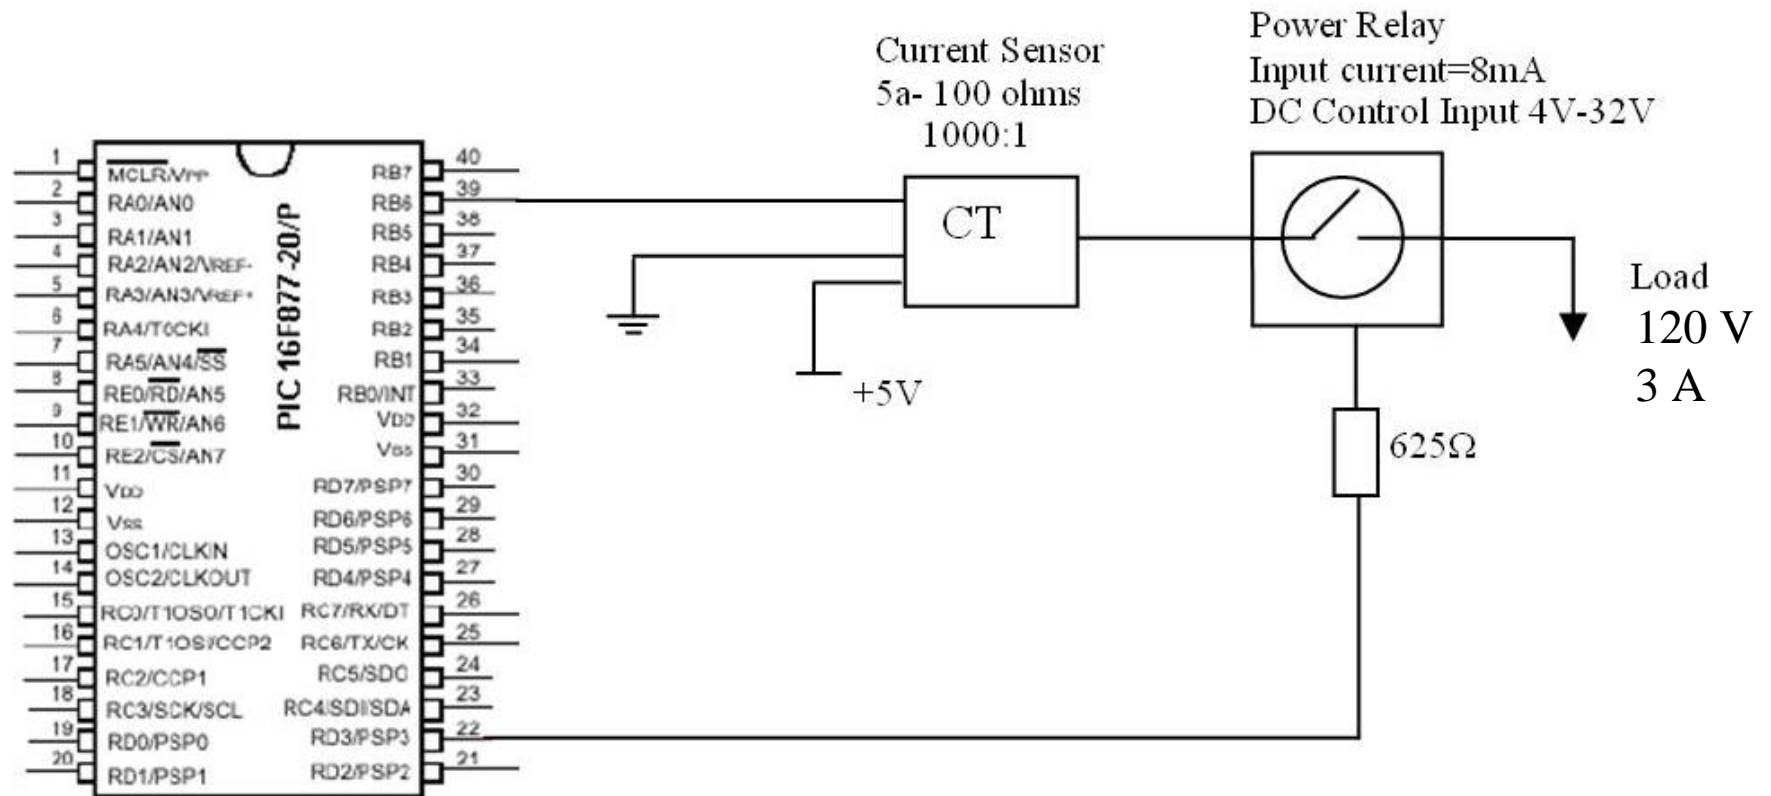 Power Relay
Input current=8mA
DC Control Input 4V-32V
Current Sensor
5a- 100 ohms
1000:1
CT
+5V
Load
120 V
3 A
625Ω
PIC 16F877-20/P
1 MCLR/VPP
2 RA0/AN0
3 RA1/AN1
4 RA2/AN2/VREF-
5 RA3/AN3/VREF+
6 RA4/T0CKI
7 RA5/AN4/SS
8 RE0/RD/AN5
9 RE1/WR/AN6
10 RE2/CS/AN7
11 VDD
12 VSS
13 OSC1/CLKIN
14 OSC2/CLKOUT
15 RC0/T1OSO/T1CKI
16 RC1/T1OSI/CCP2
17 RC2/CCP1
18 RC3/SCK/SCL
19 RD0/PSP0
20 RD1/PSP1
RB7 40
RB6 39
RB5 38
RB4 37
RB3 36
RB2 35
RB1 34
RB0/INT 33
VDD 32
VSS 31
RD7/PSP7 30
RD6/PSP6 29
RD5/PSP5 28
RD4/PSP4 27
RC7/RX/DT 26
RC6/TX/CK 25
RC5/SDO 24
RC4/SDI/SDA 23
RD3/PSP3 22
RD2/PSP2 21